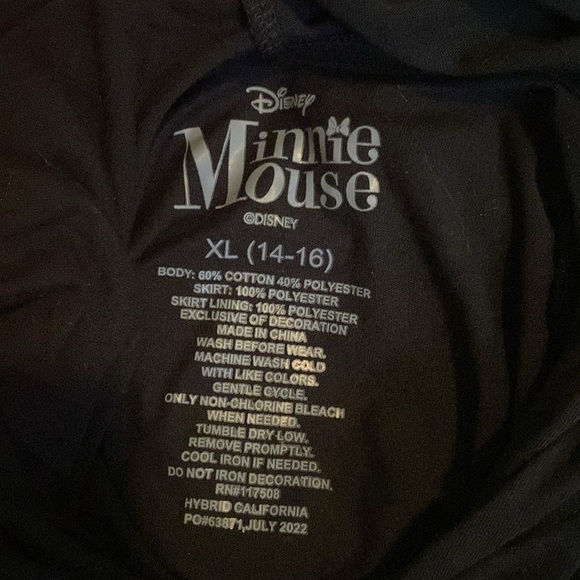 Disney
Minnie
Mouse
©DISNEY
XL (14-16)
BODY: 60% COTTON 40% POLYESTER
SKIRT: 100% POLYESTER
SKIRT LINING: 100% POLYESTER
EXCLUSIVE OF DECORATION
MADE IN CHINA
WASH BEFORE WEAR.
MACHINE WASH COLD
WITH LIKE COLORS.
GENTLE CYCLE.
ONLY NON-CHLORINE BLEACH
WHEN NEEDED.
TUMBLE DRY LOW.
REMOVE PROMPTLY.
COOL IRON IF NEEDED.
DO NOT IRON DECORATION.
RN#117508
HYBRID CALIFORNIA
PO#63871,JULY 2022